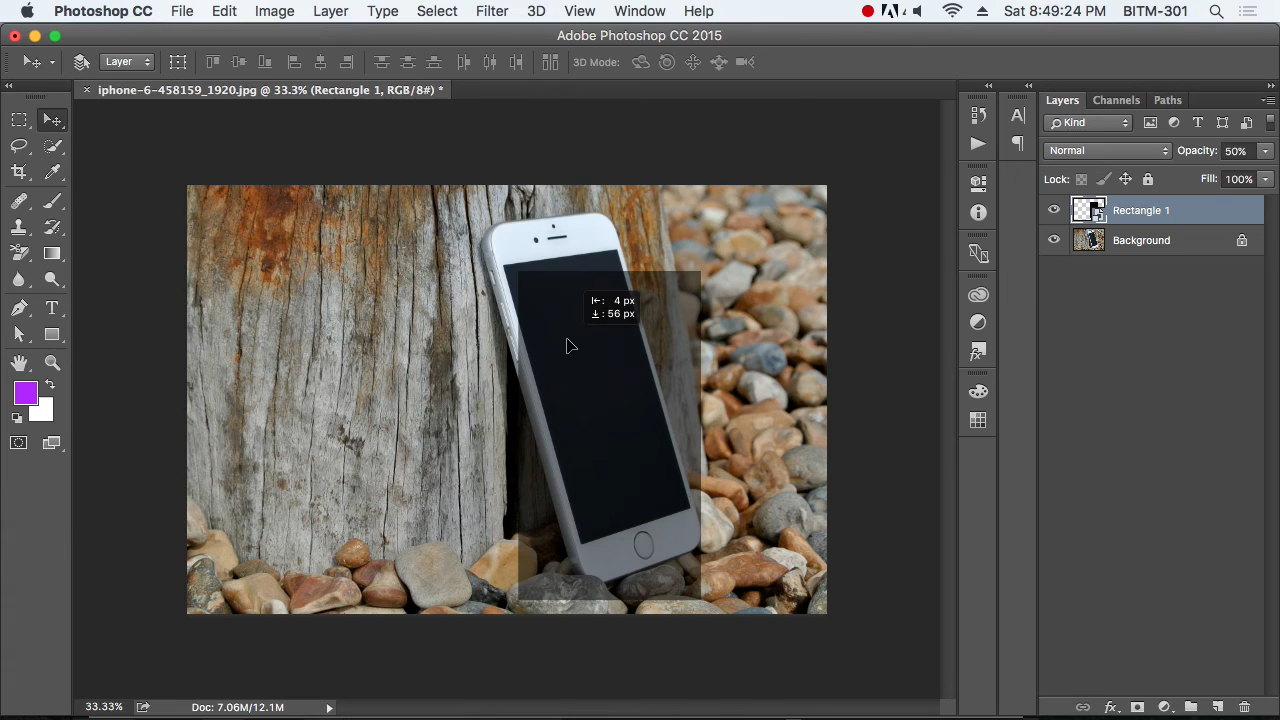 Photoshop CC File Edit Image Layer Type Select Filter 3D View Window Help Sat 8:49:24 PM BITM-301
Adobe Photoshop CC 2015
Layer 3D Mode:
× iphone-6-458159_1920.jpg @ 33.3% (Rectangle 1, RGB/8#) *
Layers Channels Paths
Kind
Normal Opacity: 50%
Lock: Fill: 100%
Rectangle 1
Background
4 px
56 px
33.33% Doc: 7.06M/12.1M